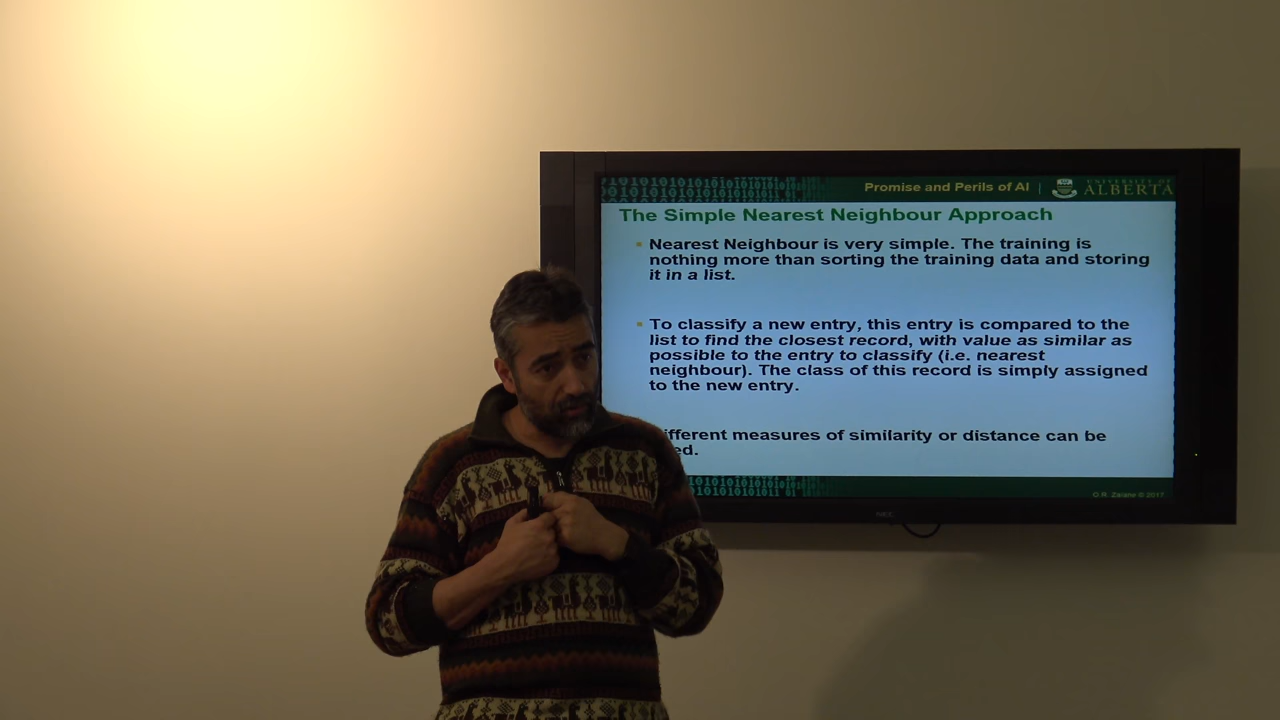 Promise and Perils of AI |
UNIVERSITY OF
ALBERTA
The Simple Nearest Neighbour Approach
Nearest Neighbour is very simple. The training is
nothing more than sorting the training data and storing
it in a list.
To classify a new entry, this entry is compared to the
list to find the closest record, with value as similar as
possible to the entry to classify (i.e. nearest
neighbour). The class of this record is simply assigned
to the new entry.
ifferent measures of similarity or distance can be
ed.
O.R. Zaiane © 2017
NEC